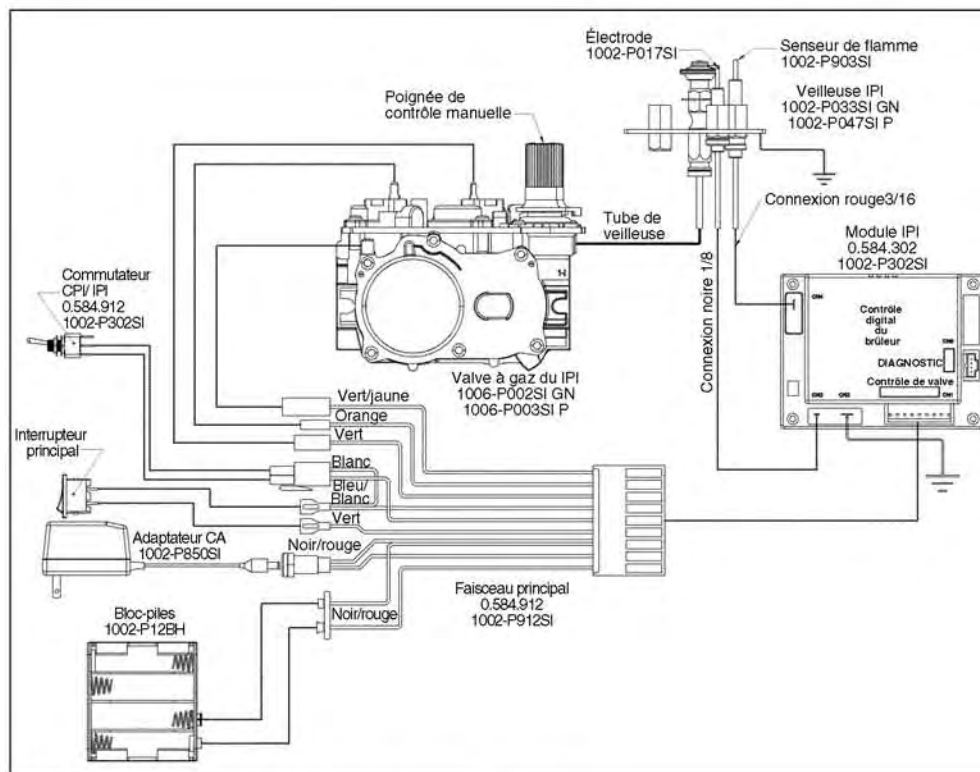 Électrode
1002-P017SI
Senseur de flamme
1002-P903SI
Veilleuse IPI
1002-P033SI GN
1002-P047SI P
Poignée de
contrôle manuelle
Tube de
veilleuse
Connexion rouge3/16
Connexion noire 1/8
Module IPI
0.584.302
1002-P302SI
CN4
Contrôle
digital
du
brûleur
DIAGNOSTIC
Contrôle de valve
CN1
Commutateur
CPI/ IPI
0.584.912
1002-P302SI
Valve à gaz du IPI
1006-P002SI GN
1006-P003SI P
Vert/jaune
Orange
Vert
Blanc
Bleu/
Blanc
Vert
Interrupteur
principal
Adaptateur CA
1002-P850SI
Noir/rouge
Noir/rouge
Faisceau principal
0.584.912
1002-P912SI
Bloc-piles
1002-P12BH